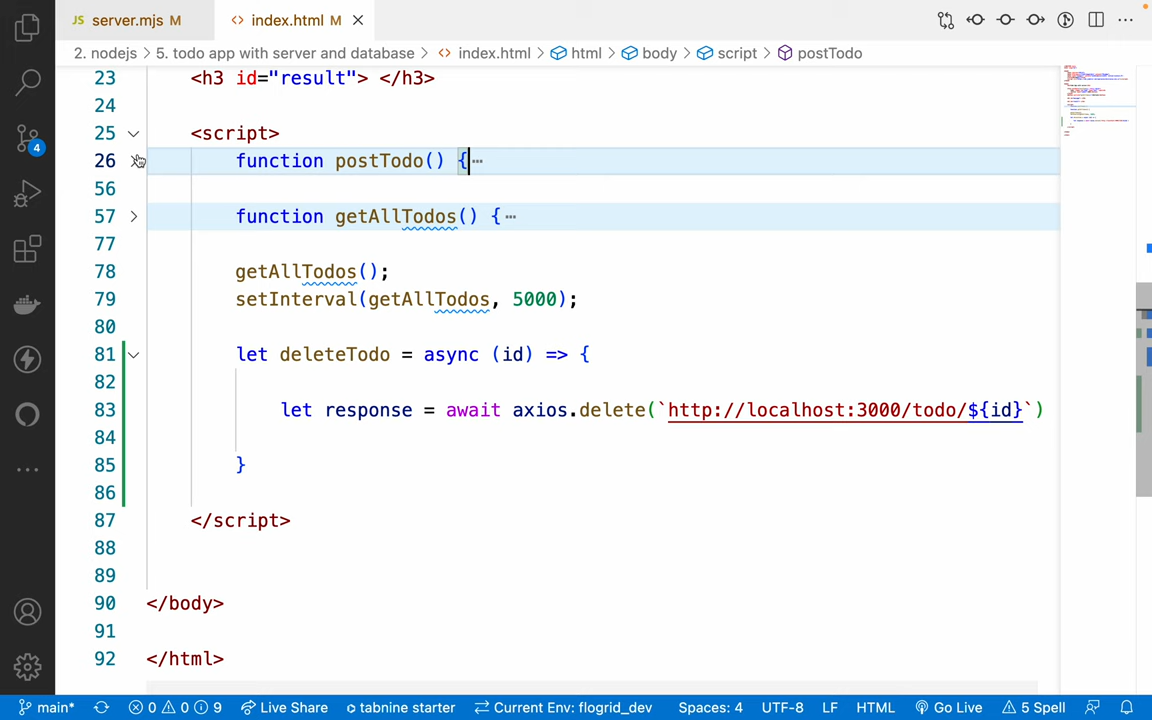 JS server.mjs M
<> index.html M
2. nodejs > 5. todo app with server and database > <> index.html > html > body > script > postTodo
23 <h3 id="result"> </h3>
24
25 <script>
26 function postTodo() {…
56
57 function getAllTodos() {…
77
78 getAllTodos();
79 setInterval(getAllTodos, 5000);
80
81 let deleteTodo = async (id) => {
82
83 let response = await axios.delete(`http://localhost:3000/todo/${id}`)
84
85 }
86
87 </script>
88
89
90 </body>
91
92 </html>
4
main* 0 0 9 Live Share tabnine starter Current Env: flogrid_dev Spaces: 4 UTF-8 LF HTML Go Live 5 Spell